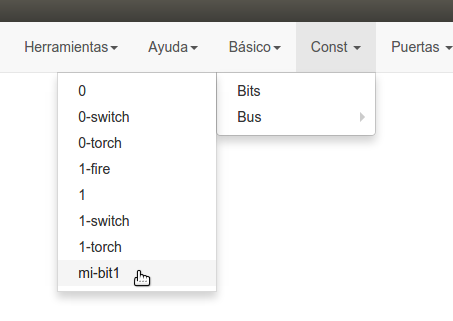 Herramientas Ayuda Básico Const Puertas
Bits
Bus
0
0-switch
0-torch
1-fire
1
1-switch
1-torch
mi-bit1